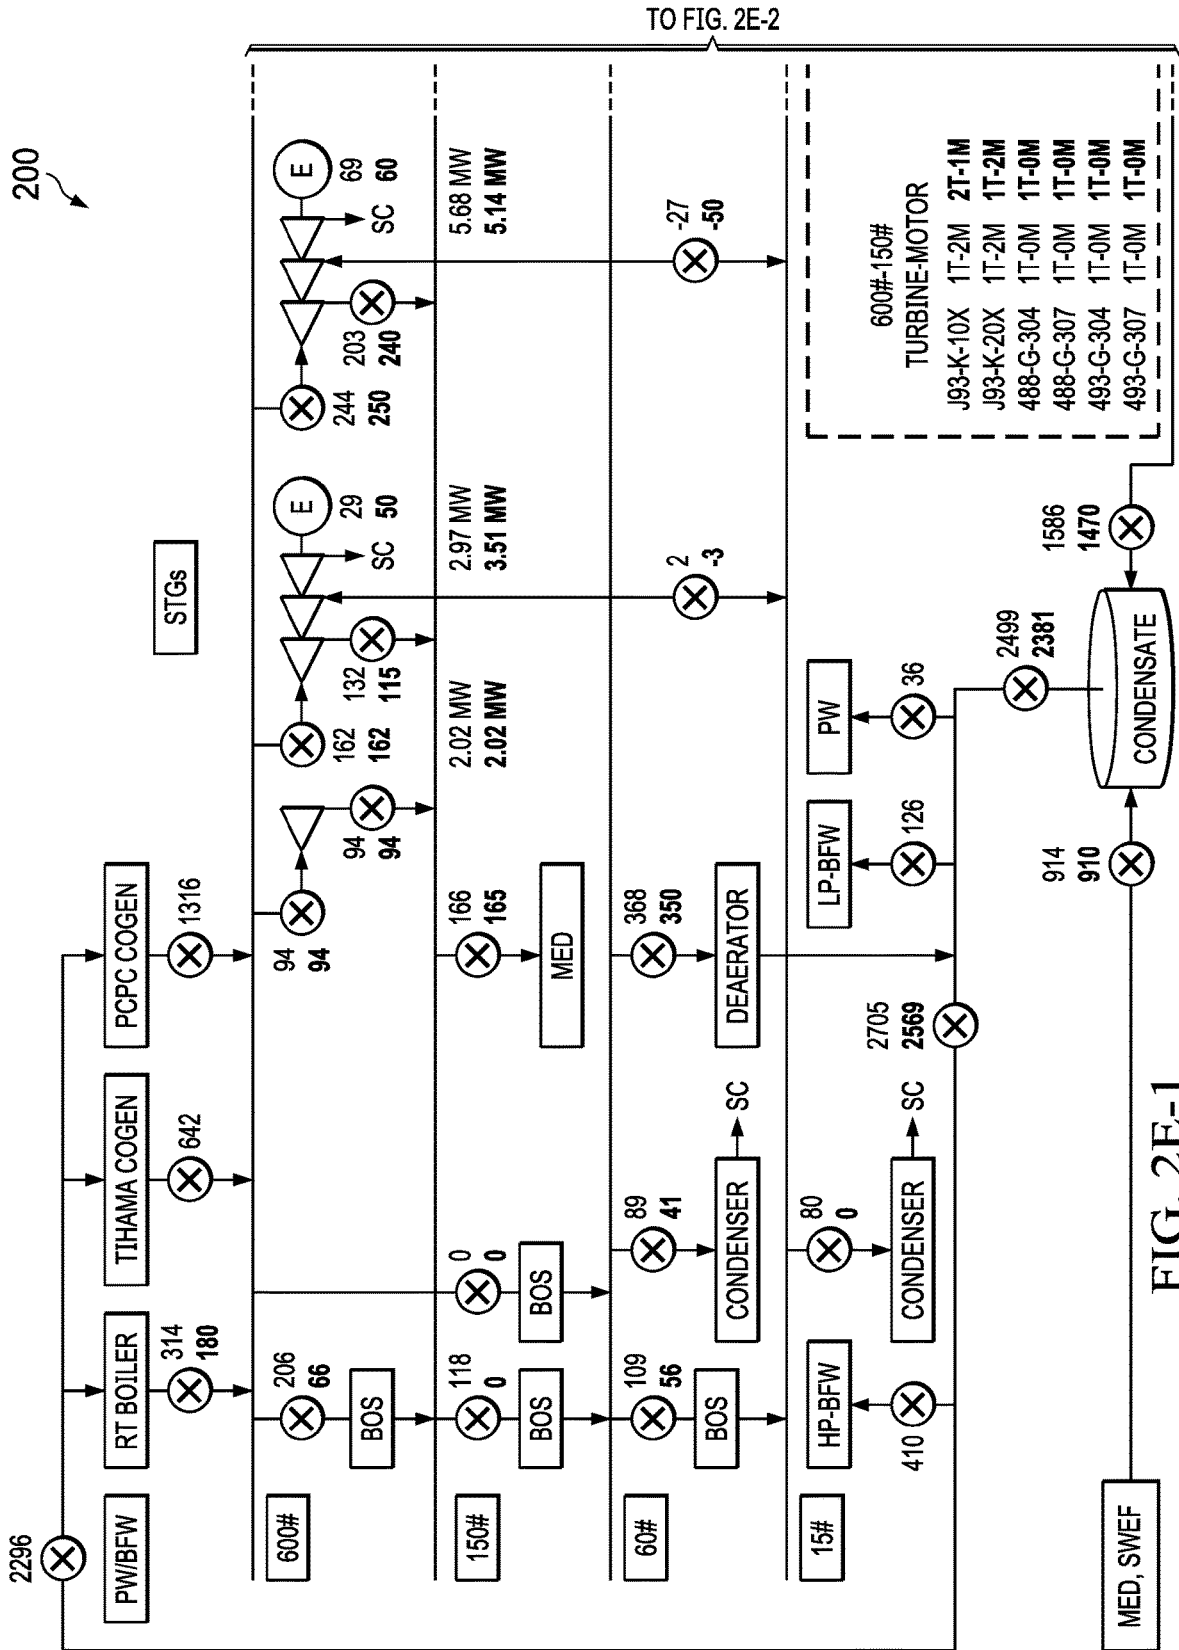 200
TO FIG. 2E-2
2296
PW/BFW
RT BOILER
TIHAMA COGEN
PCPC COGEN
STGs
314
180
642
1316
600#
206
66
BOS
94
94
94
94
162
162
132
115
E
29
50
SC
244
250
203
240
E
69
60
SC
150#
118
0
BOS
0
0
BOS
166
165
MED
2.02 MW
2.02 MW
2.97 MW
3.51 MW
5.68 MW
5.14 MW
60#
109
56
BOS
89
41
CONDENSER
SC
368
350
DEAERATOR
2
-3
-27
-50
15#
HP-BFW
410
80
0
CONDENSER
SC
2705
2569
LP-BFW
126
PW
36
2499
2381
600#-150#
TURBINE-MOTOR
J93-K-10X 1T-2M 2T-1M
J93-K-20X 1T-2M 1T-2M
488-G-304 1T-0M 1T-0M
488-G-307 1T-0M 1T-0M
493-G-304 1T-0M 1T-0M
493-G-307 1T-0M 1T-0M
MED, SWEF
914
910
CONDENSATE
1586
1470
FIG. 2E-1